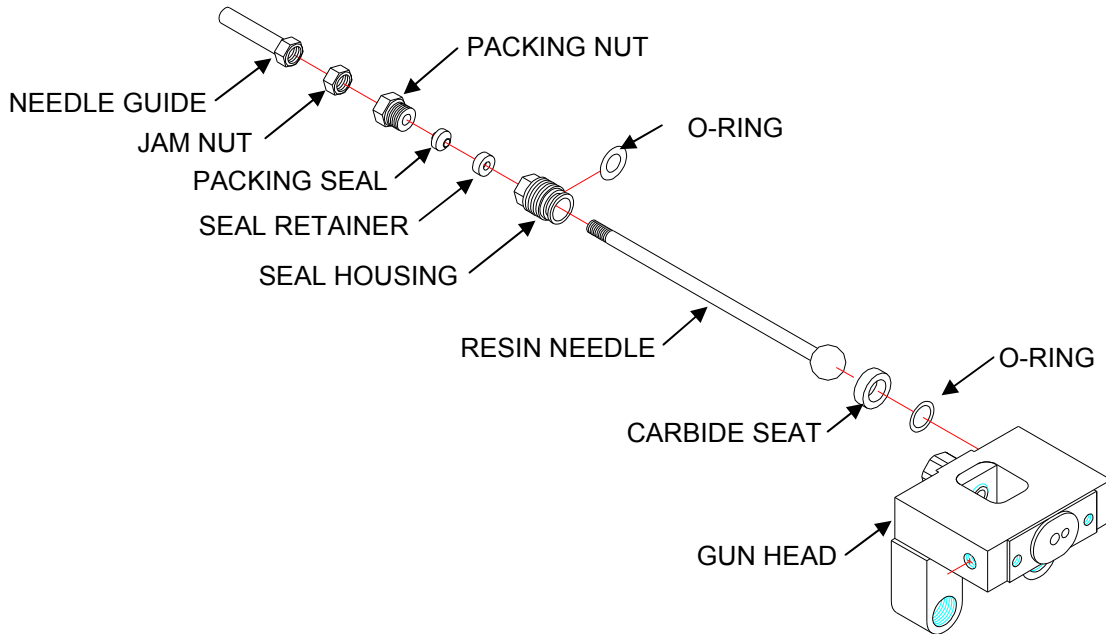 PACKING NUT
NEEDLE GUIDE
O-RING
JAM NUT
PACKING SEAL
SEAL RETAINER
SEAL HOUSING
RESIN NEEDLE
O-RING
CARBIDE SEAT
GUN HEAD